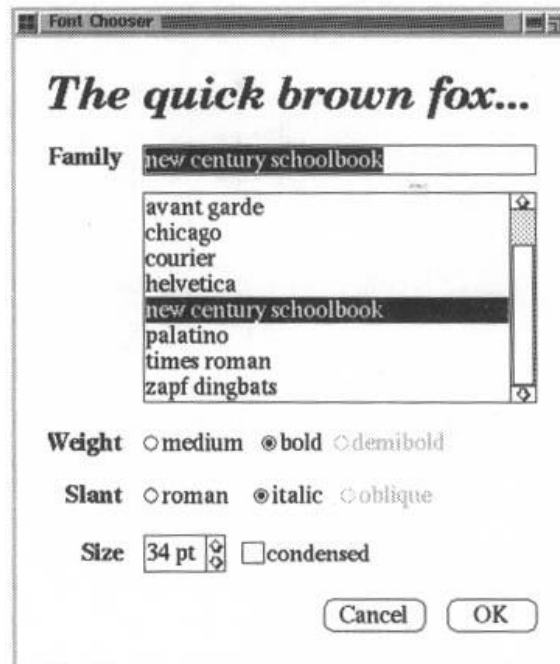 Font Chooser
The quick brown fox...
Family new century schoolbook
avant garde
chicago
courier
helvetica
new century schoolbook
palatino
times roman
zapf dingbats
Weight medium bold demibold
Slant roman italic oblique
Size 34 pt condensed
Cancel OK